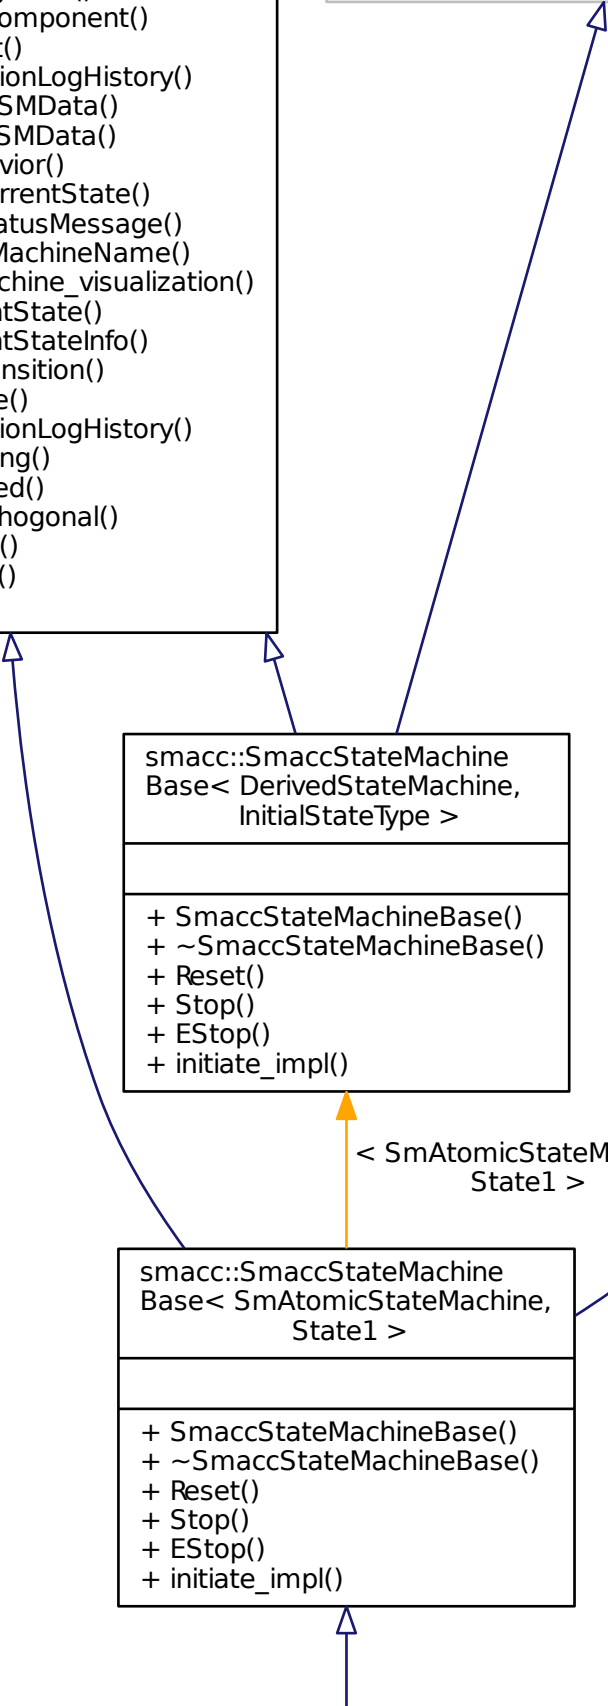 omponent()
t()
ionLogHistory()
SMData()
SMData()
vior()
rrentState()
atusMessage()
MachineName()
chine_visualization()
tState()
tStateInfo()
nsition()
e()
ionLogHistory()
ng()
ed()
hogonal()
()
()
smacc::SmaccStateMachine
Base< DerivedStateMachine,
InitialStateType >
+ SmaccStateMachineBase()
+ ~SmaccStateMachineBase()
+ Reset()
+ Stop()
+ EStop()
+ initiate_impl()
< SmAtomicStateM
State1 >
smacc::SmaccStateMachine
Base< SmAtomicStateMachine,
State1 >
+ SmaccStateMachineBase()
+ ~SmaccStateMachineBase()
+ Reset()
+ Stop()
+ EStop()
+ initiate_impl()